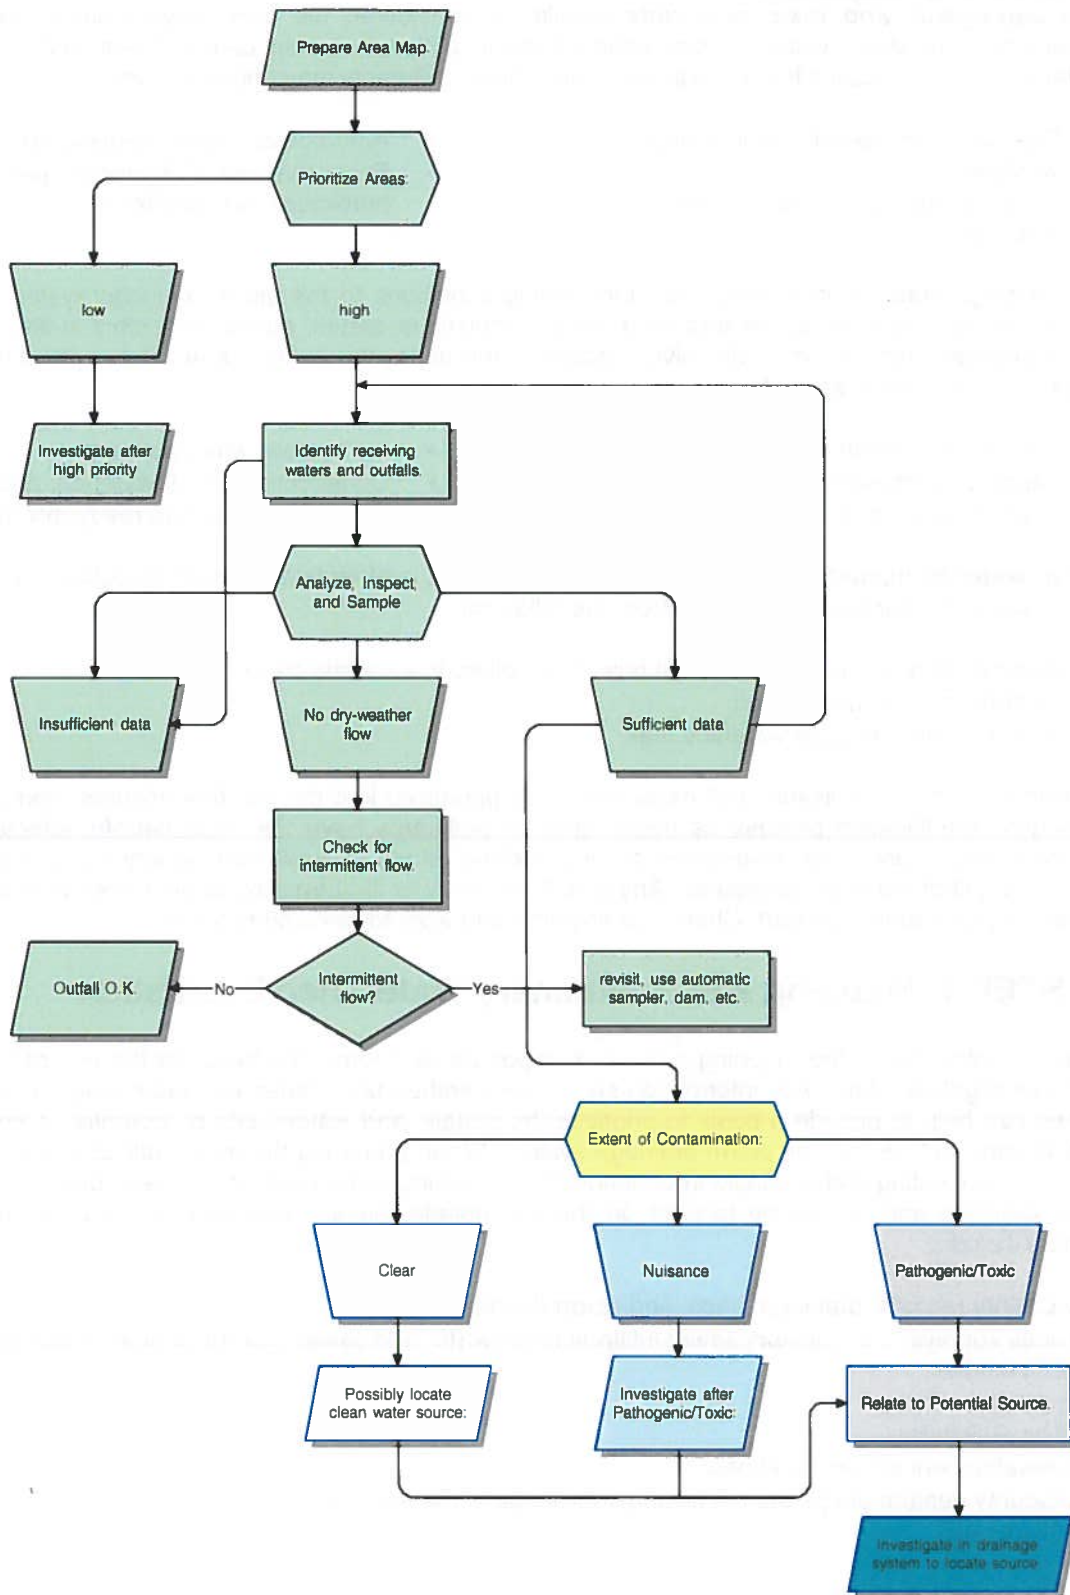 Prepare Area Map
Prioritize Areas:
low
high
Investigate after
high priority
Identify receiving
waters and outfalls.
Analyze, Inspect,
and Sample
Insufficient data
No dry-weather
flow
Sufficient data
Check for
intermittent flow.
Outfall O.K.
No
Intermittent
flow?
Yes
revisit, use automatic
sampler, dam, etc.
Extent of Contamination:
Clear
Nuisance
Pathogenic/Toxic
Possibly locate
clean water source:
Investigate after
Pathogenic/Toxic:
Relate to Potential Source.
Investigate in drainage
system to locate source